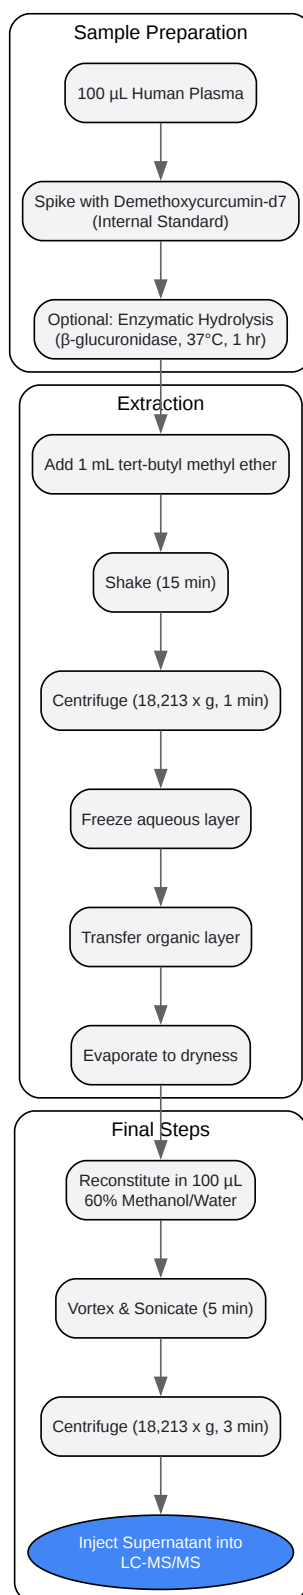 Sample Preparation
100 µL Human Plasma
Spike with Demethoxycurcumin-d7
(Internal Standard)
Optional: Enzymatic Hydrolysis
(β-glucuronidase, 37°C, 1 hr)
Extraction
Add 1 mL tert-butyl methyl ether
Shake (15 min)
Centrifuge (18,213 x g, 1 min)
Freeze aqueous layer
Transfer organic layer
Evaporate to dryness
Final Steps
Reconstitute in 100 µL
60% Methanol/Water
Vortex & Sonicate (5 min)
Centrifuge (18,213 x g, 3 min)
Inject Supernatant into
LC-MS/MS